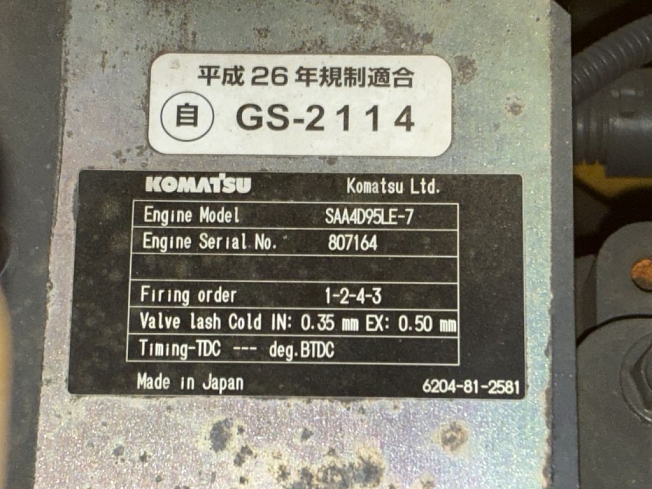 平成26年規制適合
自 GS-2114
KOMATSU Komatsu Ltd.
Engine Model SAA4D95LE-7
Engine Serial No. 807164
Firing order 1-2-4-3
Valve lash Cold IN: 0.35 mm EX: 0.50 mm
Timing-TDC --- deg.BTDC
Made in Japan 6204-81-2581